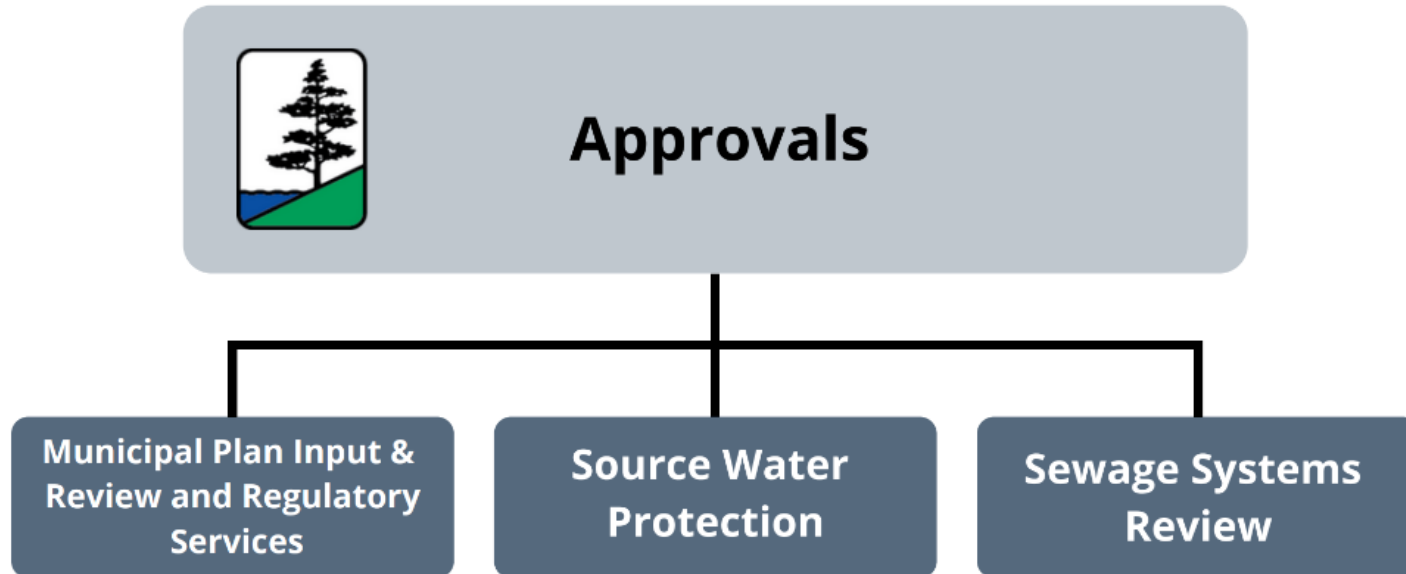 Approvals
Municipal Plan Input &
Review and Regulatory
Services
Source Water
Protection
Sewage Systems
Review